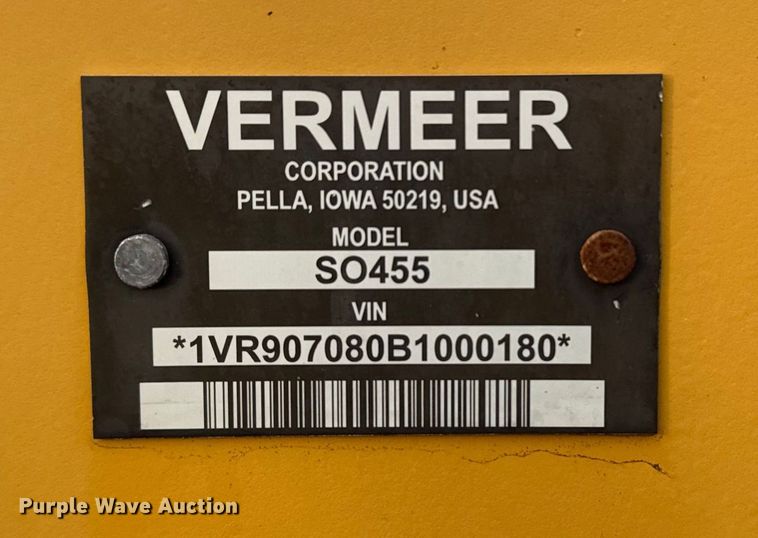 VERMEER
CORPORATION
PELLA, IOWA 50219, USA
MODEL
SO455
VIN
*1VR907080B1000180*
Purple Wave Auction